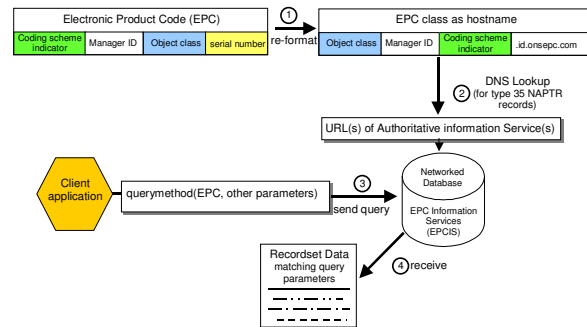 Electronic Product Code (EPC)
Coding scheme
indicator
Manager ID
Object class
serial number
1
re-format
EPC class as hostname
Object class
Manager ID
Coding scheme
indicator
.id.onsepc.com
2
DNS Lookup
(for type 35 NAPTR
records)
URL(s) of Authoritative information Service(s)
Client
application
querymethod(EPC, other parameters)
3
send query
Networked
Database
EPC Information
Services
(EPCIS)
4 receive
Recordset Data
matching query
parameters